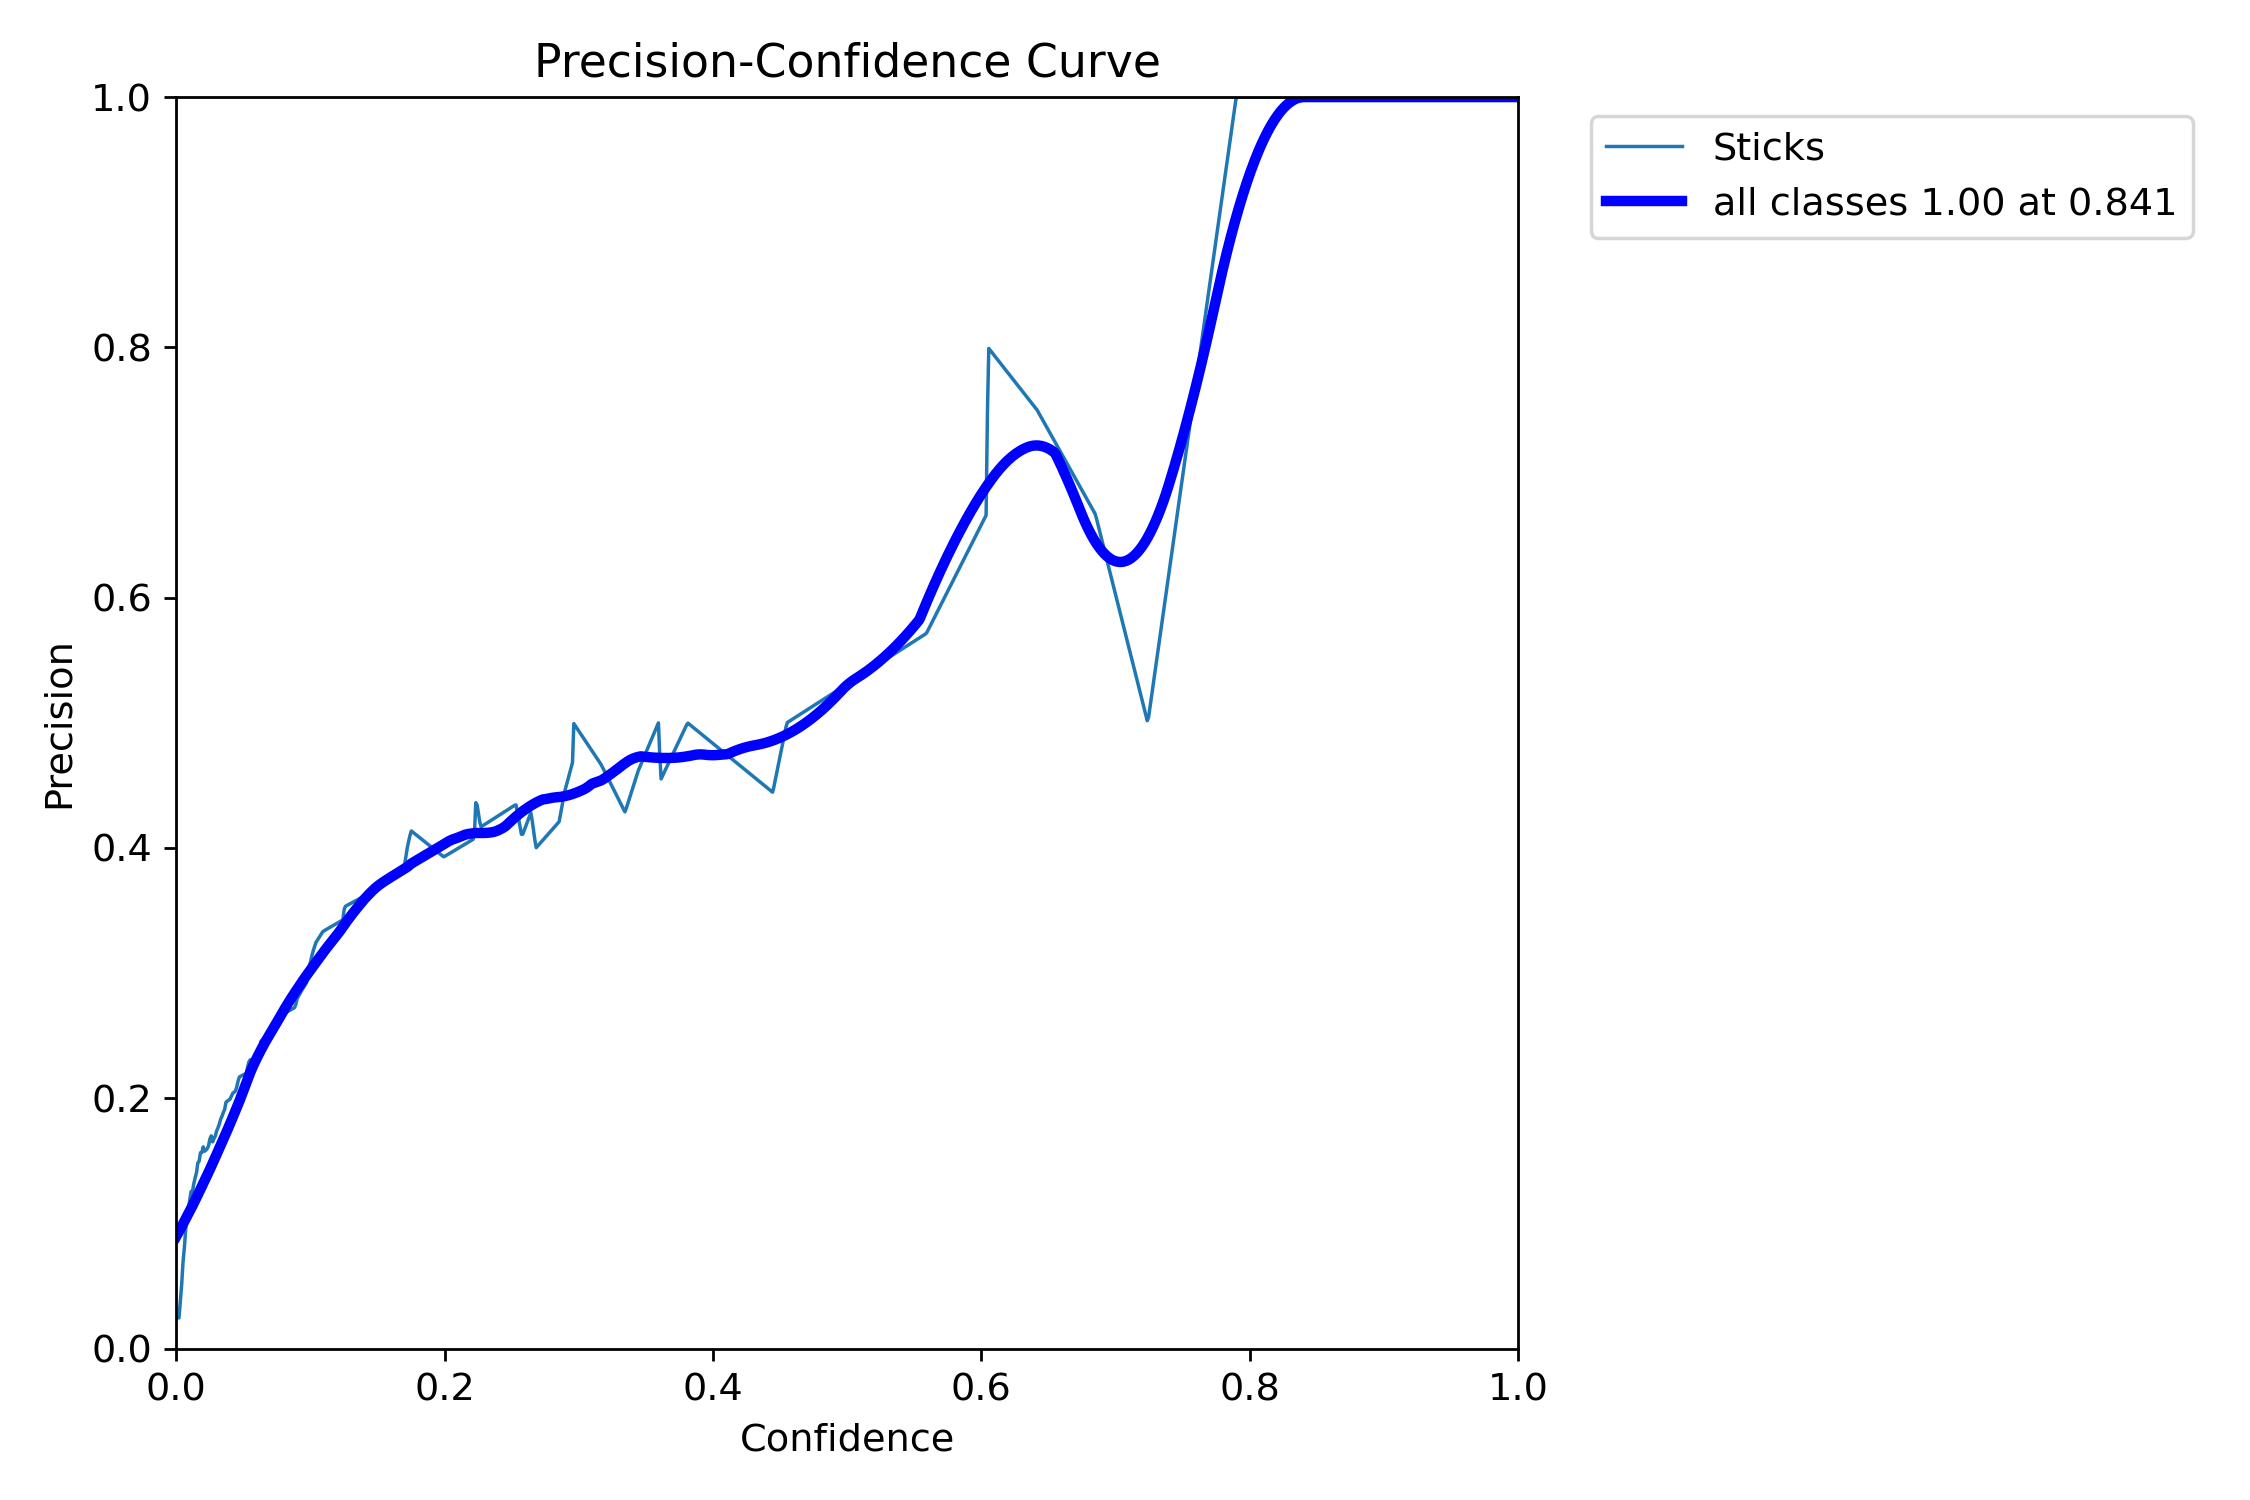 Precision-Confidence Curve
1.0
0.8
0.6
0.4
0.2
0.0
Precision
0.0 0.2 0.4 0.6 0.8 1.0
Confidence
Sticks
all classes 1.00 at 0.841